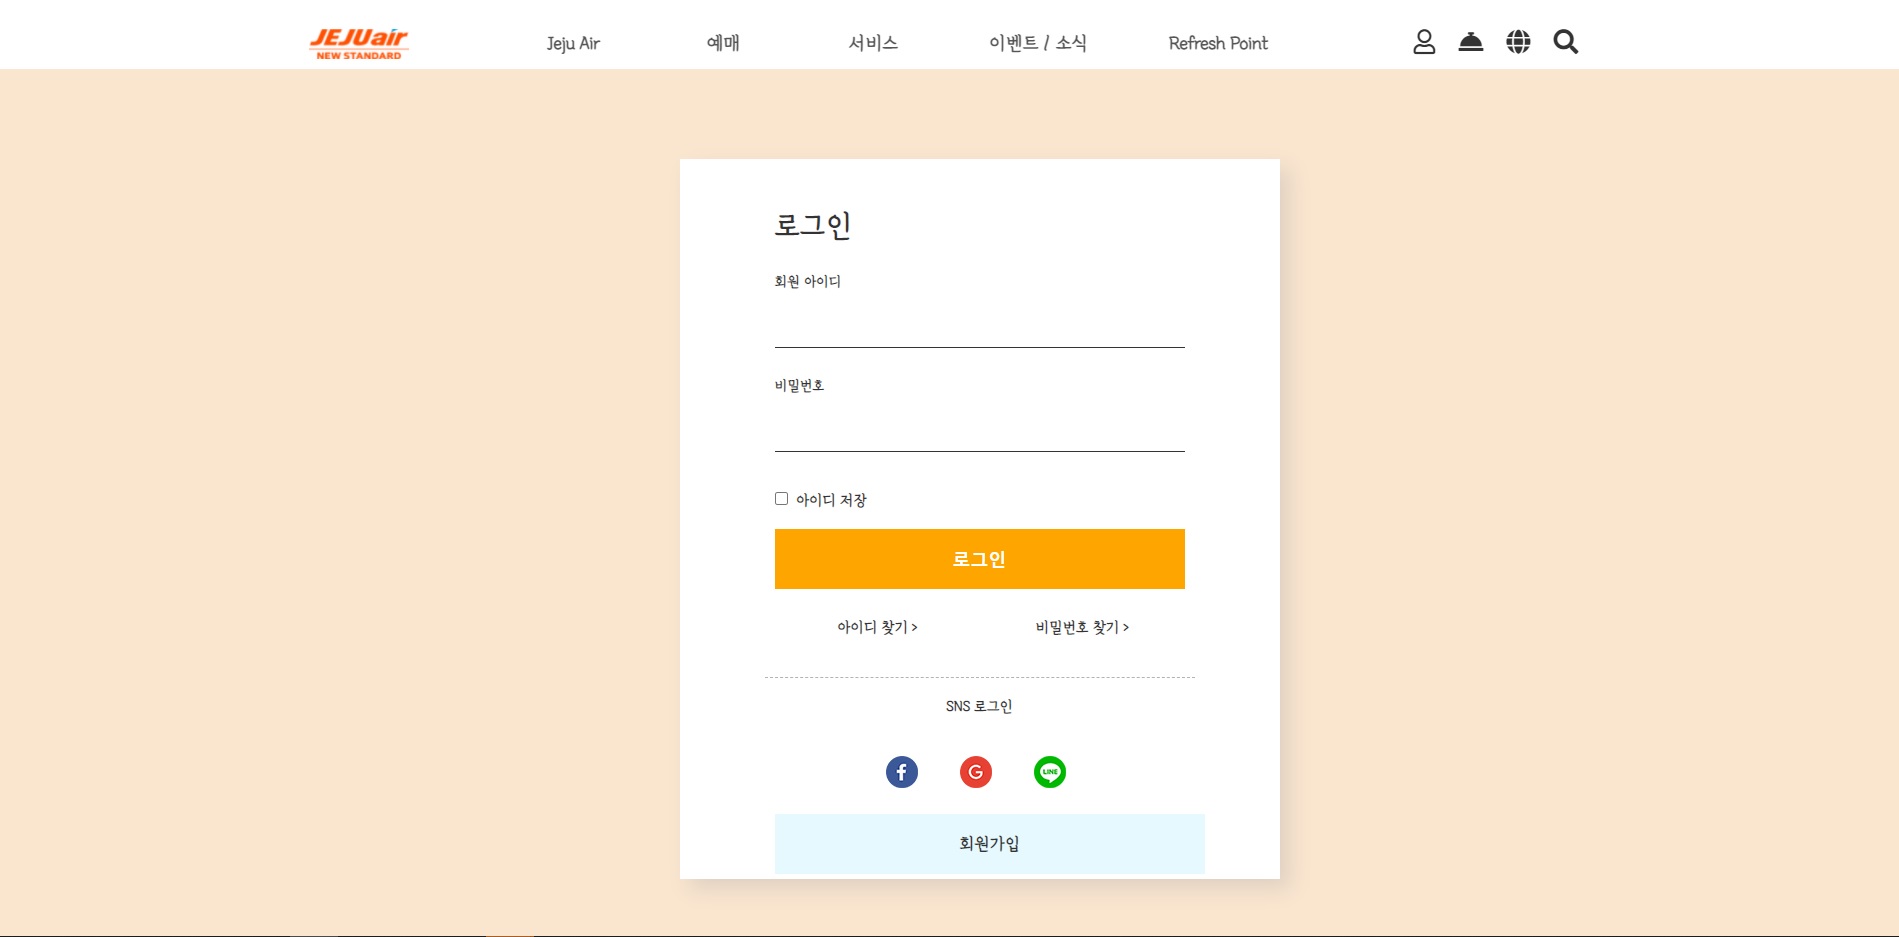 JEJUair
NEW STANDARD
Jeju Air
예매
서비스
이벤트 / 소식
Refresh Point
로그인
회원 아이디
비밀번호
아이디 저장
로그인
아이디 찾기 >
비밀번호 찾기 >
SNS 로그인
f
G
LINE
회원가입